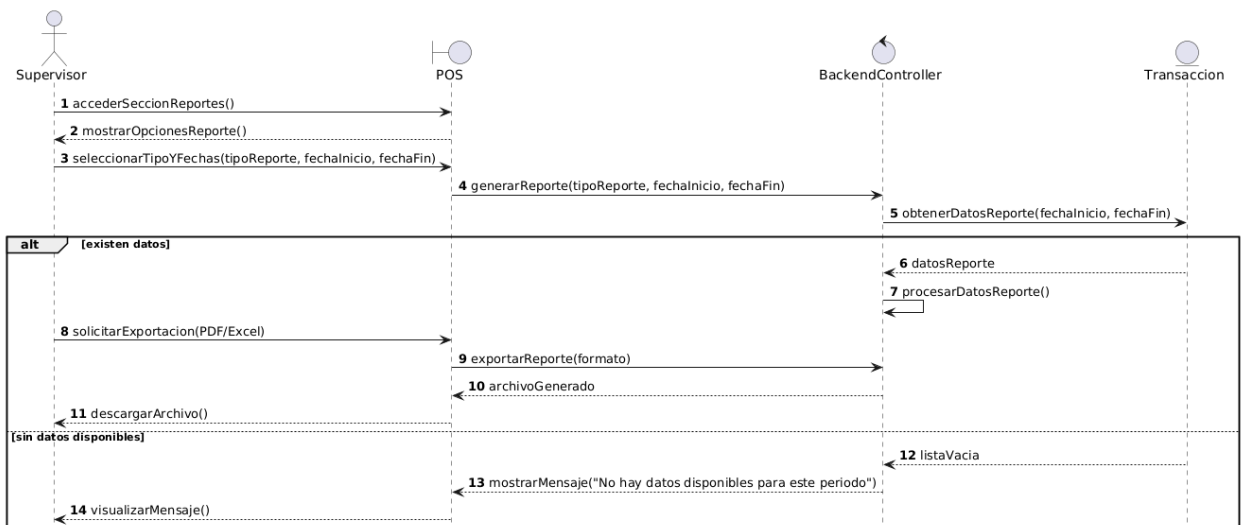 Supervisor
POS
BackendController
Transaccion
1 accederSeccionReportes()
2 mostrarOpcionesReporte()
3 seleccionarTipoYFechas(tipoReporte, fechaInicio, fechaFin)
4 generarReporte(tipoReporte, fechaInicio, fechaFin)
5 obtenerDatosReporte(fechaInicio, fechaFin)
alt [existen datos]
6 datosReporte
7 procesarDatosReporte()
8 solicitarExportacion(PDF/Excel)
9 exportarReporte(formato)
10 archivoGenerado
11 descargarArchivo()
[sin datos disponibles]
12 listaVacia
13 mostrarMensaje("No hay datos disponibles para este periodo")
14 visualizarMensaje()